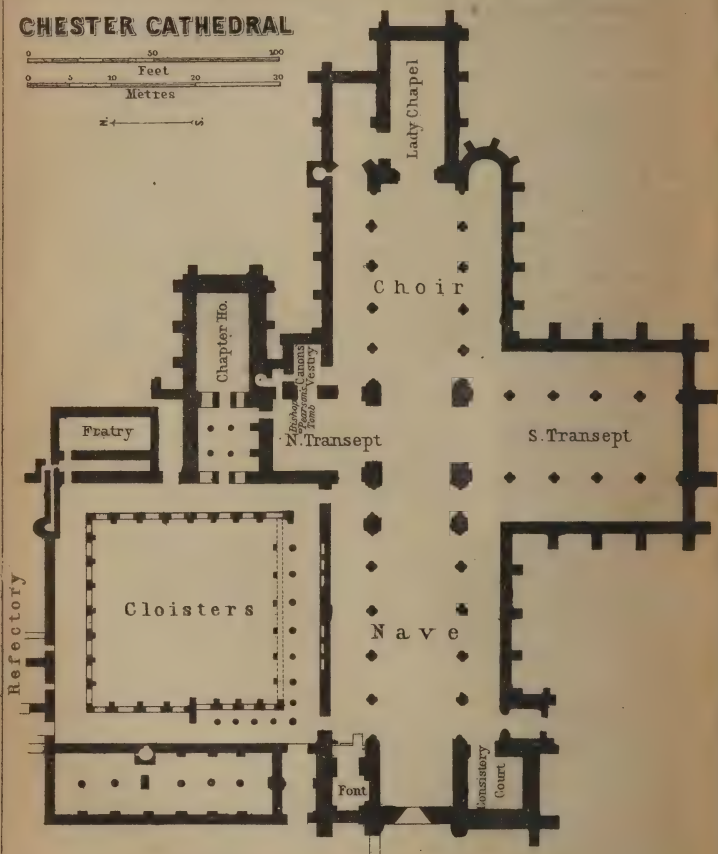 CHESTER CATHEDRAL
0 50 100
Feet
0 5 10 20 30
Metres
N. S.
Lady Chapel
Choir
Chapter Ho.
Canons
Vestry
Bishop
Pearson's
Tomb
Fratry
N. Transept
S. Transept
Refectory
Cloisters
Nave
Font
Consistory
Court